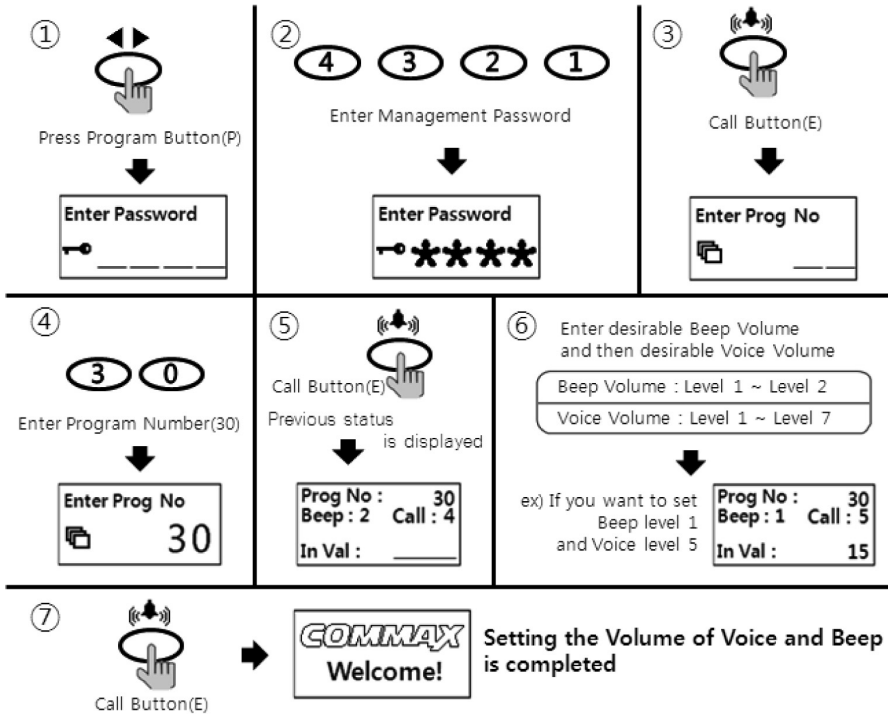 ①
Press Program Button(P)
Enter Password
②
4 3 2 1
Enter Management Password
Enter Password
③
Call Button(E)
Enter Prog No
④
3 0
Enter Program Number(30)
Enter Prog No
30
⑤
Call Button(E)
Previous status
is displayed
Prog No : 30
Beep : 2 Call : 4
In Val :
⑥
Enter desirable Beep Volume
and then desirable Voice Volume
Beep Volume : Level 1 ~ Level 2
Voice Volume : Level 1 ~ Level 7
ex) If you want to set
Beep level 1
and Voice level 5
Prog No : 30
Beep : 1 Call : 5
In Val : 15
⑦
Call Button(E)
COMMAX
Welcome!
Setting the Volume of Voice and Beep
is completed